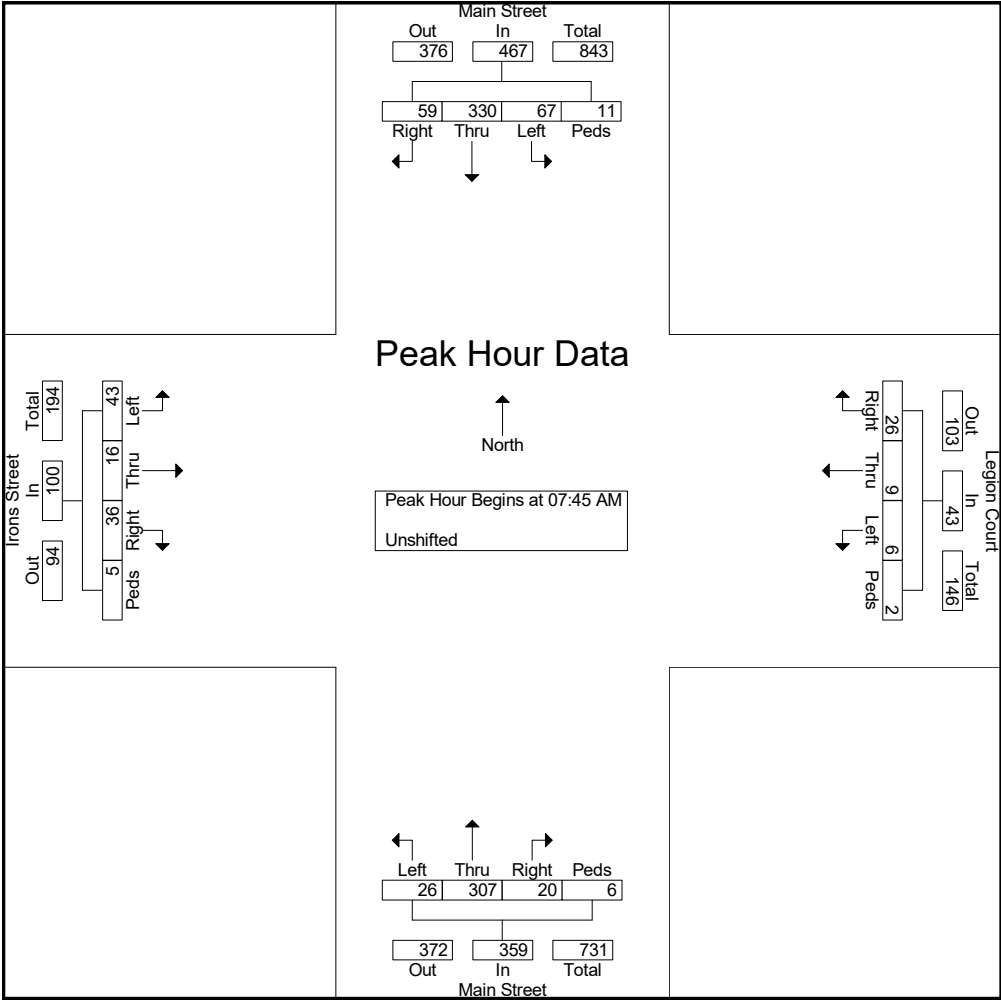 Main Street
Out In Total
376 467 843
59 330 67 11
Right Thru Left Peds
Peak Hour Data
North
Peak Hour Begins at 07:45 AM
Unshifted
Irons Street
Total In Out
194 100 94
43 16 36 5
Left Thru Right Peds
Legion Court
Out In Total
103 43 146
26 9 6 2
Right Thru Left Peds
Left Thru Right Peds
26 307 20 6
372 359 731
Out In Total
Main Street